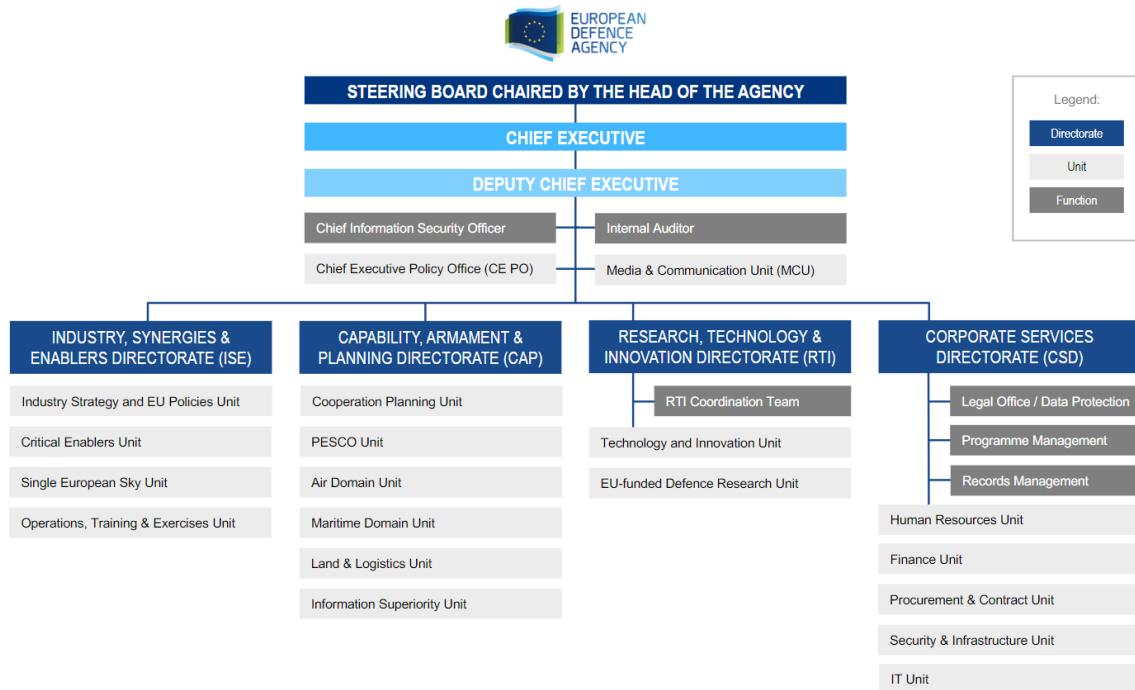 EUROPEAN
DEFENCE
AGENCY
STEERING BOARD CHAIRED BY THE HEAD OF THE AGENCY
CHIEF EXECUTIVE
DEPUTY CHIEF EXECUTIVE
Chief Information Security Officer
Internal Auditor
Chief Executive Policy Office (CE PO)
Media & Communication Unit (MCU)
Legend:
Directorate
Unit
Function
INDUSTRY, SYNERGIES &
ENABLERS DIRECTORATE (ISE)
Industry Strategy and EU Policies Unit
Critical Enablers Unit
Single European Sky Unit
Operations, Training & Exercises Unit
CAPABILITY, ARMAMENT &
PLANNING DIRECTORATE (CAP)
Cooperation Planning Unit
PESCO Unit
Air Domain Unit
Maritime Domain Unit
Land & Logistics Unit
Information Superiority Unit
RESEARCH, TECHNOLOGY &
INNOVATION DIRECTORATE (RTI)
RTI Coordination Team
Technology and Innovation Unit
EU-funded Defence Research Unit
CORPORATE SERVICES
DIRECTORATE (CSD)
Legal Office / Data Protection
Programme Management
Records Management
Human Resources Unit
Finance Unit
Procurement & Contract Unit
Security & Infrastructure Unit
IT Unit